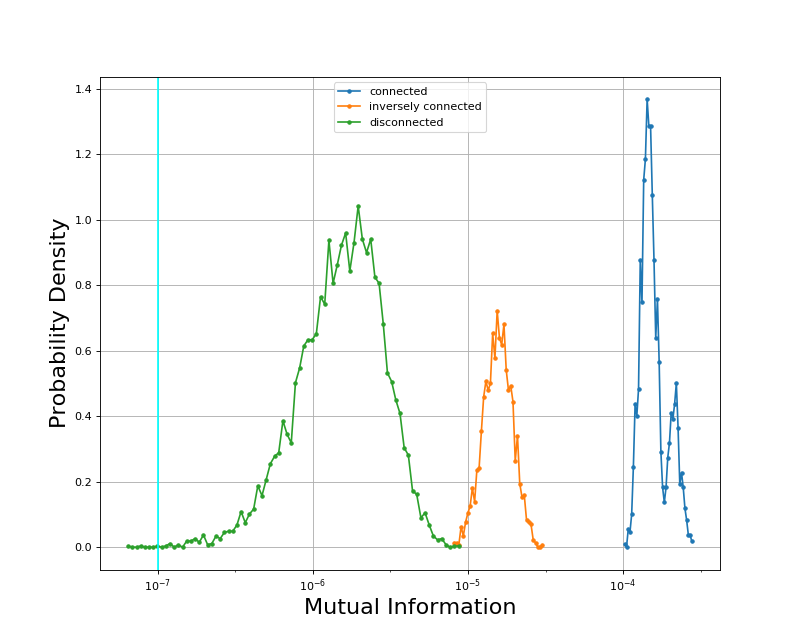 connected
inversely connected
disconnected
1.4
1.2
1.0
0.8
0.6
0.4
0.2
0.0
Probability Density
10⁻⁷ 10⁻⁶ 10⁻⁵ 10⁻⁴
Mutual Information